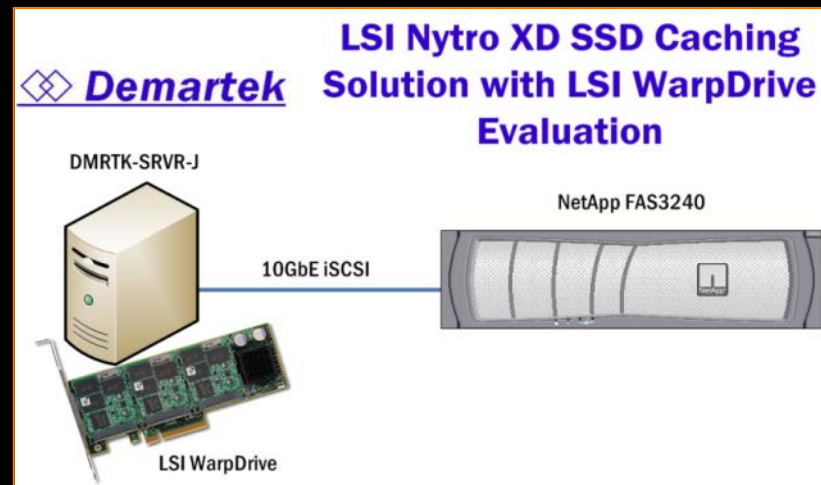 LSI Nytro XD SSD Caching
Solution with LSI WarpDrive
Evaluation
Demartek
DMRTK-SRVR-J
NetApp FAS3240
10GbE iSCSI
NetApp
LSI WarpDrive